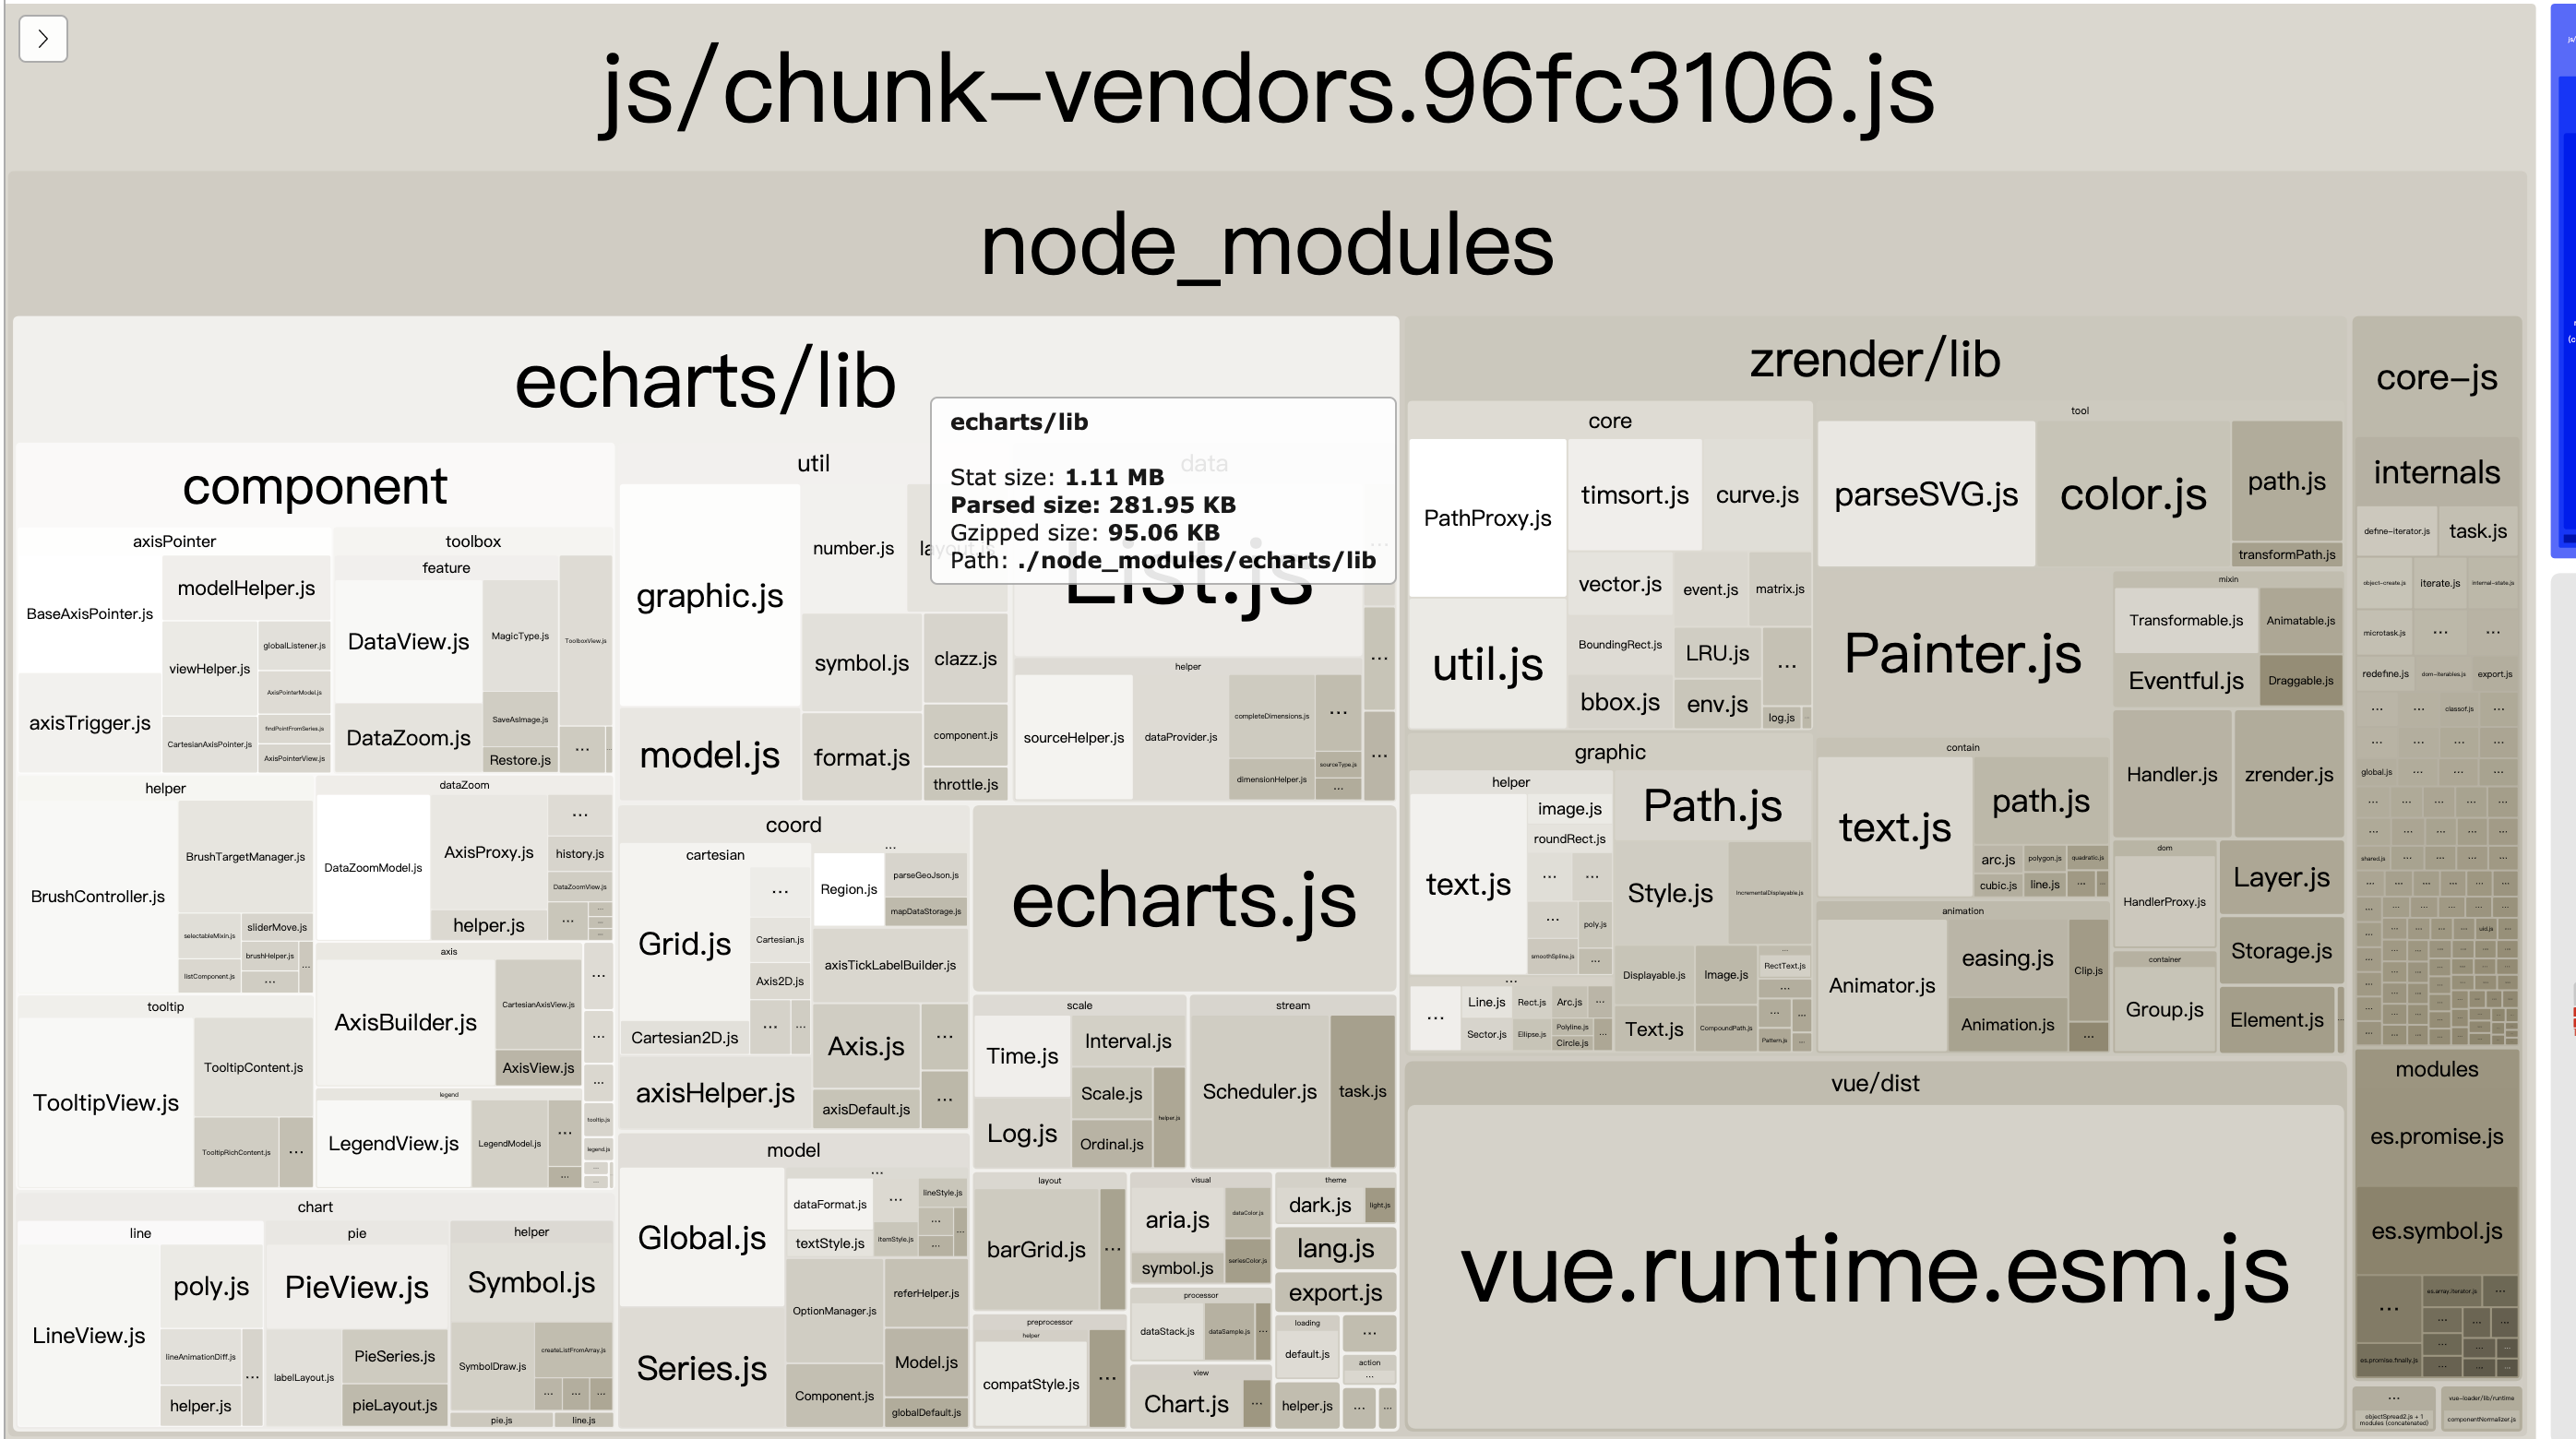 js/chunk-vendors.96fc3106.js
node_modules
echarts/lib
echarts/lib
Stat size: 1.11 MB
Parsed size: 281.95 KB
Gzipped size: 95.06 KB
Path: ./node_modules/echarts/lib
component
axisPointer
BaseAxisPointer.js
modelHelper.js
viewHelper.js
globalListener.js
AxisPointerModel.js
axisTrigger.js
CartesianAxisPointer.js
findPointFromSeries.js
AxisPointerView.js
toolbox
feature
DataView.js
MagicType.js
ToolboxView.js
DataZoom.js
SaveAsImage.js
Restore.js
...
helper
BrushController.js
BrushTargetManager.js
selectableMixin.js
sliderMove.js
listComponent.js
brushHelper.js
...
dataZoom
DataZoomModel.js
AxisProxy.js
...
history.js
DataZoomView.js
helper.js
...
axis
AxisBuilder.js
CartesianAxisView.js
AxisView.js
...
tooltip
TooltipView.js
TooltipContent.js
TooltipRichContent.js
...
legend
LegendView.js
LegendModel.js
...
tooltip.js
legend.js
chart
line
LineView.js
poly.js
lineAnimationDiff.js
helper.js
...
pie
PieView.js
labelLayout.js
PieSeries.js
pieLayout.js
helper
Symbol.js
SymbolDraw.js
createListFromArray.js
...
pie.js
line.js
util
graphic.js
number.js
layout.js
model.js
symbol.js
clazz.js
format.js
component.js
throttle.js
data
List.js
helper
sourceHelper.js
dataProvider.js
completeDimensions.js
dimensionHelper.js
sourceType.js
...
coord
cartesian
Grid.js
...
Cartesian.js
Axis2D.js
Cartesian2D.js
...
Region.js
parseGeoJson.js
mapDataStorage.js
axisTickLabelBuilder.js
axisHelper.js
Axis.js
axisDefault.js
...
echarts.js
scale
Time.js
Interval.js
Scale.js
helper.js
Log.js
Ordinal.js
stream
Scheduler.js
task.js
model
Global.js
...
dataFormat.js
lineStyle.js
textStyle.js
itemStyle.js
Series.js
OptionManager.js
referHelper.js
Model.js
Component.js
globalDefault.js
layout
barGrid.js
...
visual
aria.js
dataColor.js
symbol.js
seriesColor.js
theme
dark.js
light.js
lang.js
export.js
preprocessor
helper
compatStyle.js
...
processor
dataStack.js
dataSample.js
...
loading
default.js
...
action
...
view
Chart.js
...
helper.js
...
zrender/lib
core
PathProxy.js
timsort.js
curve.js
vector.js
event.js
matrix.js
util.js
BoundingRect.js
LRU.js
...
bbox.js
env.js
log.js
tool
parseSVG.js
color.js
path.js
transformPath.js
Painter.js
mixin
Transformable.js
Animatable.js
Eventful.js
Draggable.js
graphic
helper
text.js
image.js
roundRect.js
...
poly.js
smoothSpline.js
Path.js
Style.js
IncrementalDisplayable.js
Displayable.js
Image.js
RectText.js
Text.js
CompoundPath.js
Pattern.js
...
Line.js
Rect.js
Arc.js
Sector.js
Ellipse.js
Polyline.js
Circle.js
contain
text.js
path.js
arc.js
polygon.js
quadratic.js
cubic.js
line.js
Handler.js
zrender.js
animation
Animator.js
easing.js
Clip.js
Animation.js
...
dom
HandlerProxy.js
Layer.js
container
Group.js
Storage.js
Element.js
vue/dist
vue.runtime.esm.js
core-js
internals
define-iterator.js
task.js
object-create.js
iterate.js
internal-state.js
microtask.js
...
redefine.js
dom-iterables.js
export.js
...
classof.js
global.js
shared.js
uid.js
modules
es.promise.js
es.symbol.js
...
es.array.iterator.js
es.promise.finally.js
...
objectSpread2.js + 1
modules (concatenated)
vue-loader/lib/runtime
componentNormalizer.js